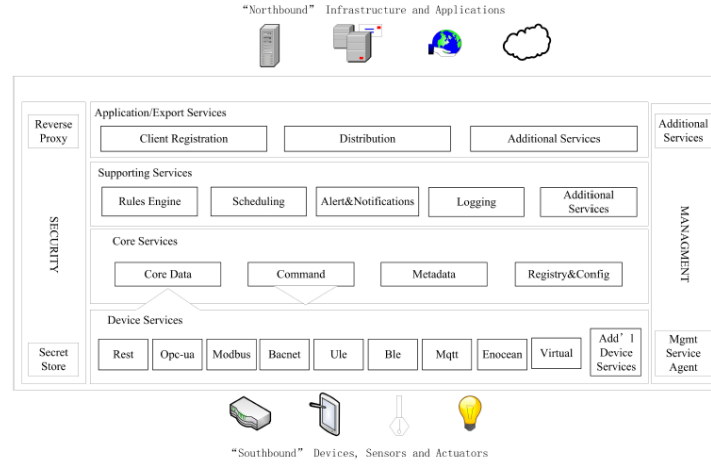 “Northbound” Infrastructure and Applications
Application/Export Services
Reverse
Proxy
Client Registration
Distribution
Additional Services
Additional
Services
Supporting Services
Rules Engine
Scheduling
Alert&Notifications
Logging
Additional
Services
SECURITY
MANAGMENT
Core Services
Core Data
Command
Metadata
Registry&Config
Device Services
Secret
Store
Rest
Opc-ua
Modbus
Bacnet
Ule
Ble
Mqtt
Enocean
Virtual
Add’l
Device
Services
Mgmt
Service
Agent
“Southbound” Devices, Sensors and Actuators